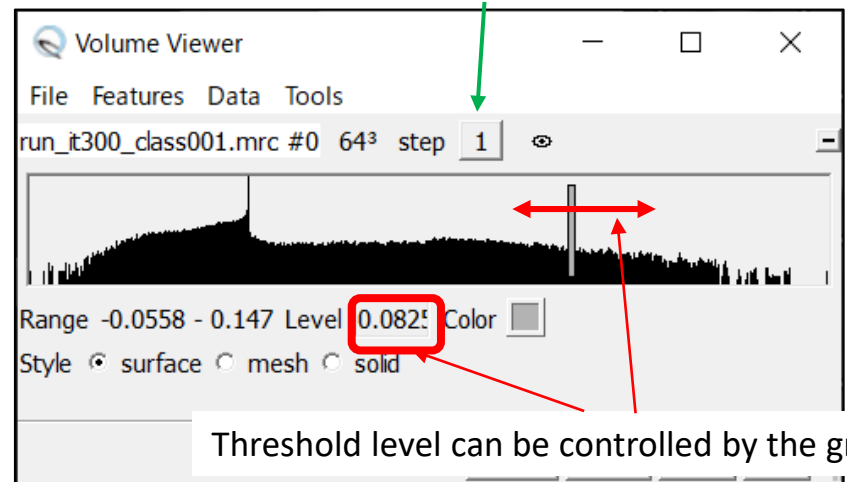 Volume Viewer
File Features Data Tools
run_it300_class001.mrc #0 64³ step 1
Range -0.0558 - 0.147 Level 0.0825 Color
Style surface mesh solid
Threshold level can be controlled by the